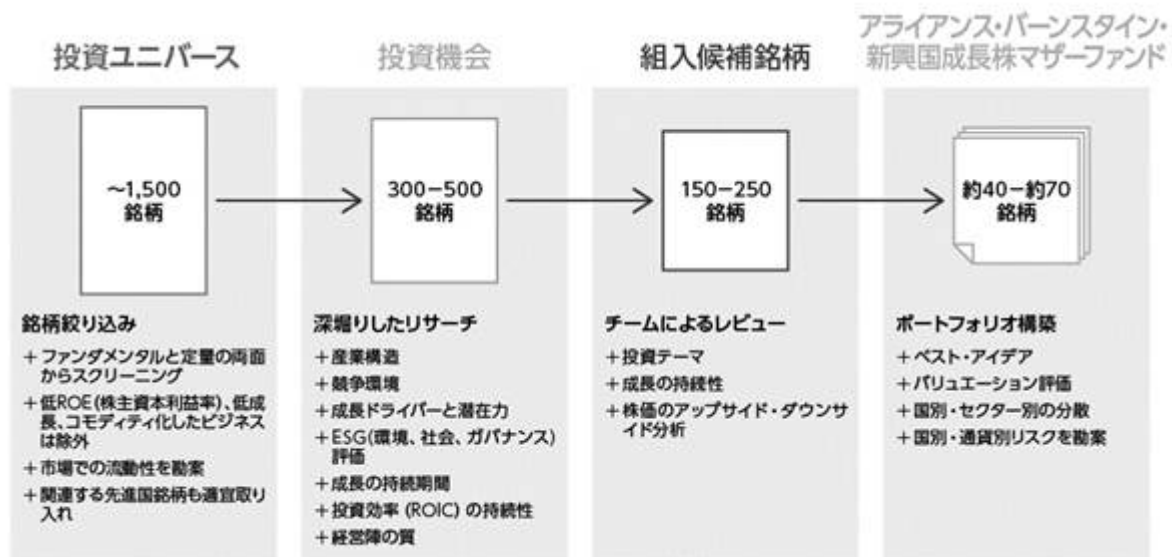 投資ユニバース
~1,500
銘柄
銘柄絞り込み
+ファンダメンタルと定量の両面
からスクリーニング
+低ROE(株主資本利益率)、低成
長、コモディティ化したビジネス
は除外
+市場での流動性を勘案
+関連する先進国銘柄も適宜取り
入れ
投資機会
300-500
銘柄
深堀りしたリサーチ
+産業構造
+競争環境
+成長ドライバーと潜在力
+ESG(環境、社会、ガバナンス)
評価
+成長の持続期間
+投資効率 (ROIC) の持続性
+経営陣の質
組入候補銘柄
150-250
銘柄
チームによるレビュー
+投資テーマ
+成長の持続性
+株価のアップサイド・ダウンサ
イド分析
アライアンス・バーンスタイン・
新興国成長株マザーファンド
約40-約70
銘柄
ポートフォリオ構築
+ベスト・アイデア
+バリュエーション評価
+国別・セクター別の分散
+国別・通貨別リスクを勘案